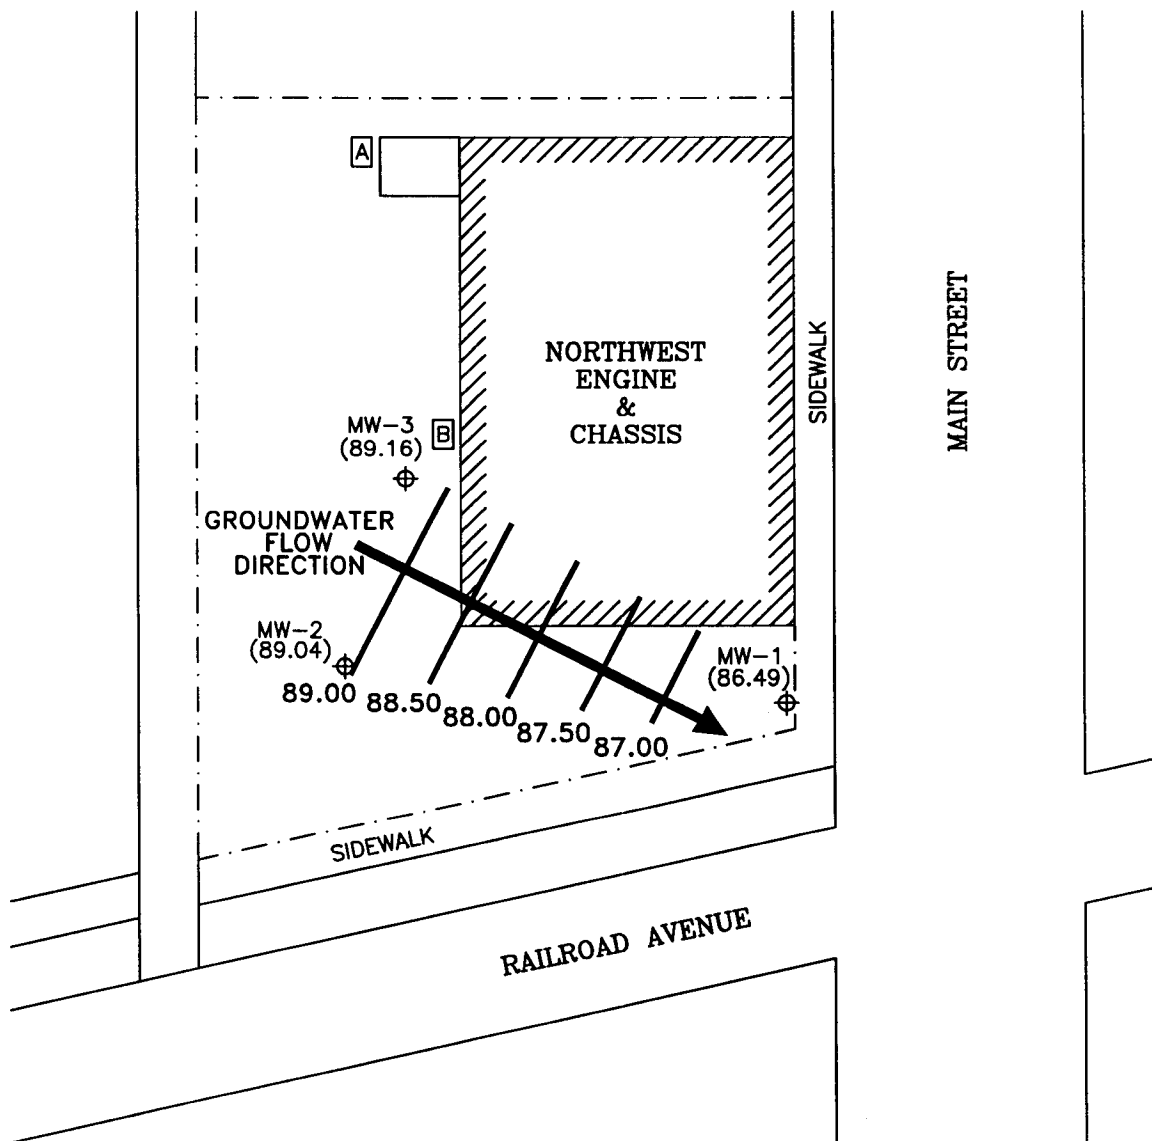 A
NORTHWEST
ENGINE
&
CHASSIS
SIDEWALK
MAIN STREET
MW-3
(89.16)
B
GROUNDWATER
FLOW
DIRECTION
MW-2
(89.04)
MW-1
(86.49)
89.00
88.50
88.00
87.50
87.00
SIDEWALK
RAILROAD AVENUE